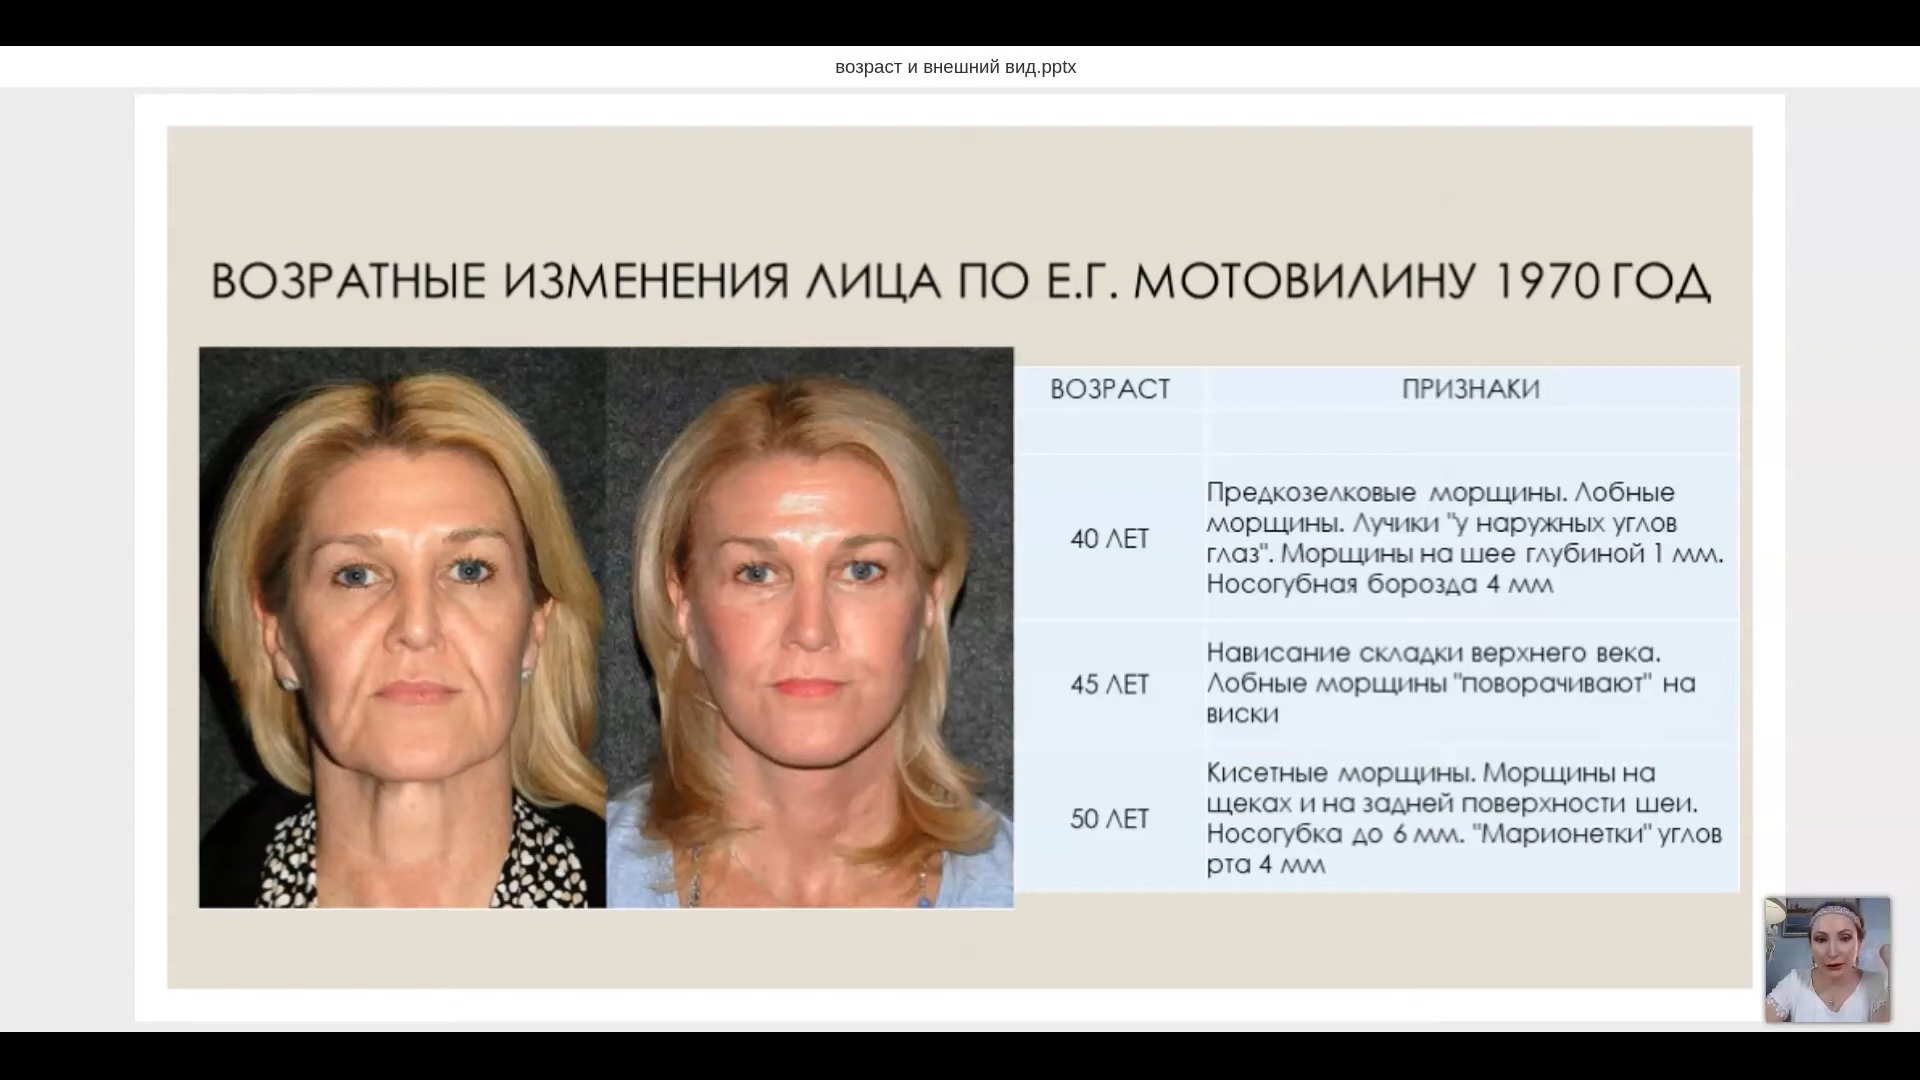 возраст и внешний вид.pptx
ВОЗРАТНЫЕ ИЗМЕНЕНИЯ ЛИЦА ПО Е.Г. МОТОВИЛИНУ 1970 ГОД
ВОЗРАСТ ПРИЗНАКИ
40 ЛЕТ
Предкозелковые морщины. Лобные
морщины. Лучики "у наружных углов
глаз". Морщины на шее глубиной 1 мм.
Носогубная борозда 4 мм
45 ЛЕТ
Нависание складки верхнего века.
Лобные морщины "поворачивают" на
виски
50 ЛЕТ
Кисетные морщины. Морщины на
щеках и на задней поверхности шеи.
Носогубка до 6 мм. "Марионетки" углов
рта 4 мм